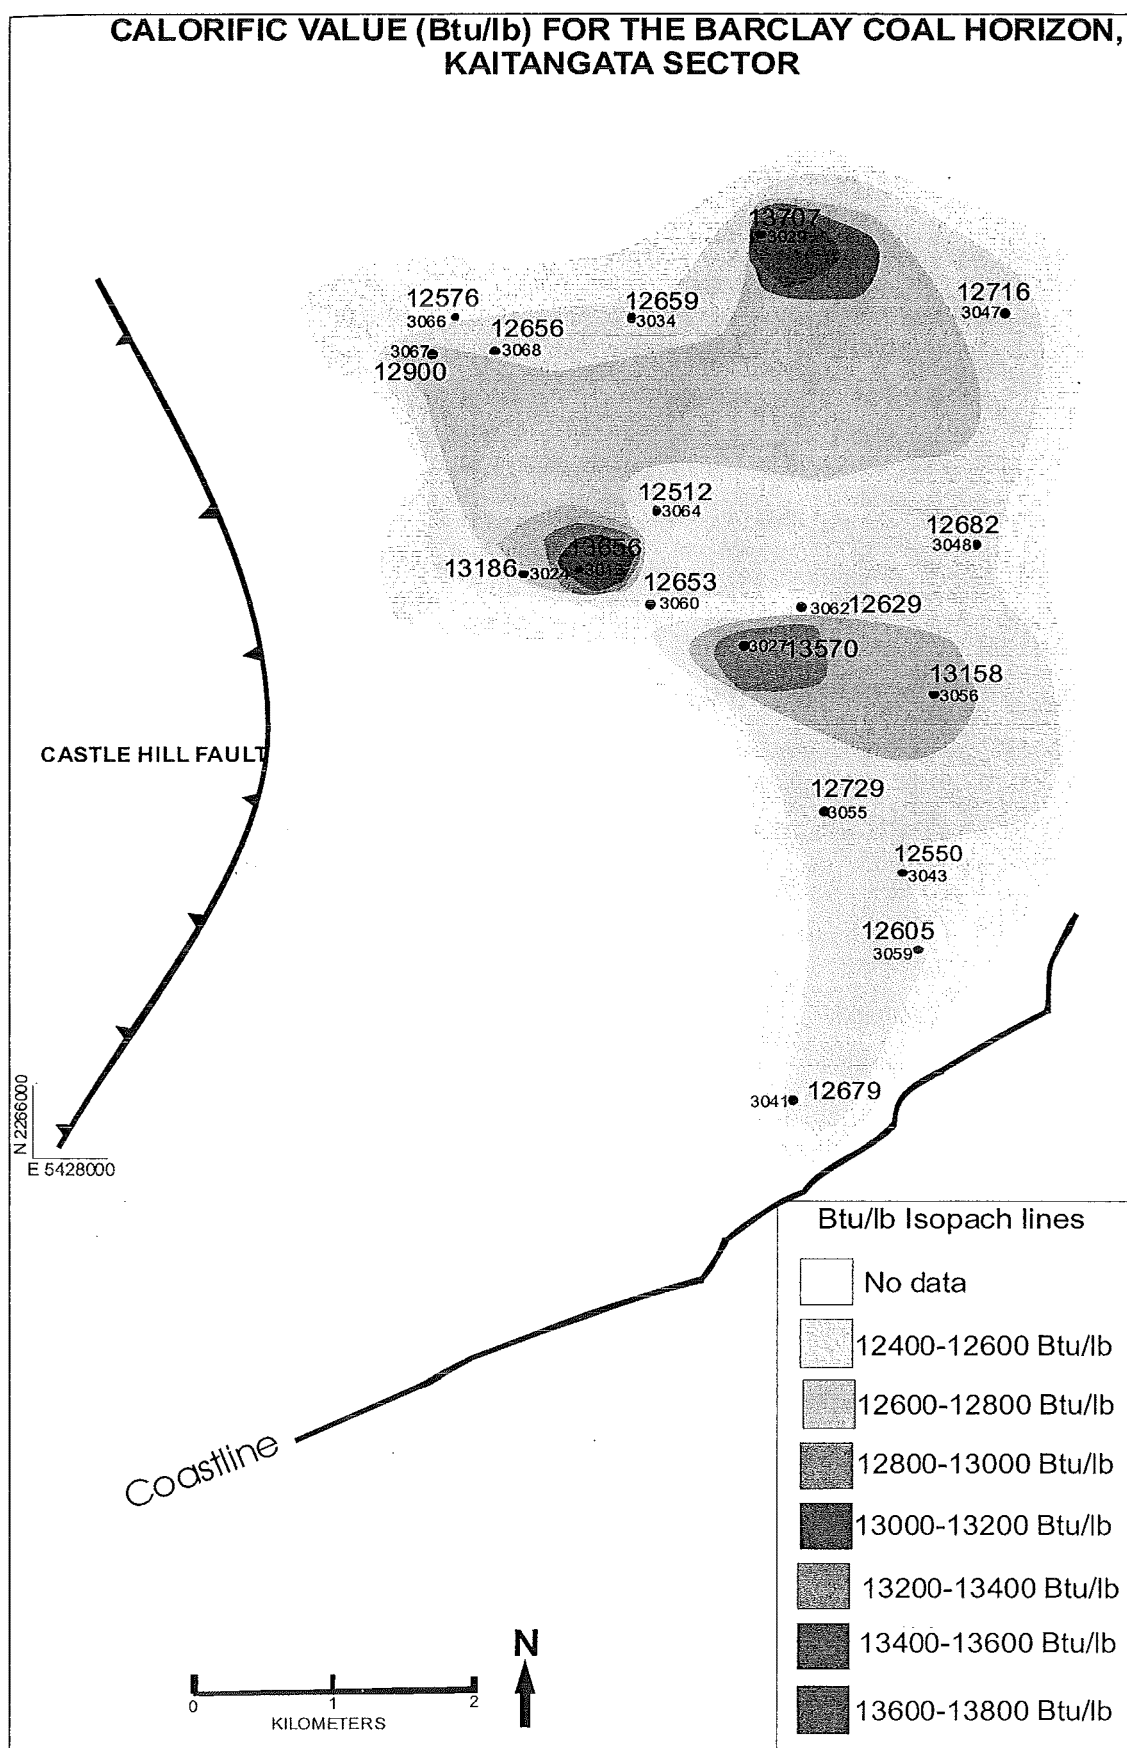 CALORIFIC VALUE (Btu/lb) FOR THE BARCLAY COAL HORIZON,
KAITANGATA SECTOR
13707
3029
12576
3066
12659
3034
12716
3047
12656
3068
3067
12900
12512
3064
12682
3048
13656
13186
3024
12653
3060
3062 12629
3027 13570
13158
3056
CASTLE HILL FAULT
12729
3055
12550
3043
12605
3059
3041 12679
N 2266000
E 5428000
Btu/lb Isopach lines
No data
12400-12600 Btu/lb
12600-12800 Btu/lb
12800-13000 Btu/lb
13000-13200 Btu/lb
13200-13400 Btu/lb
13400-13600 Btu/lb
13600-13800 Btu/lb
Coastline
N
0 1 2
KILOMETERS